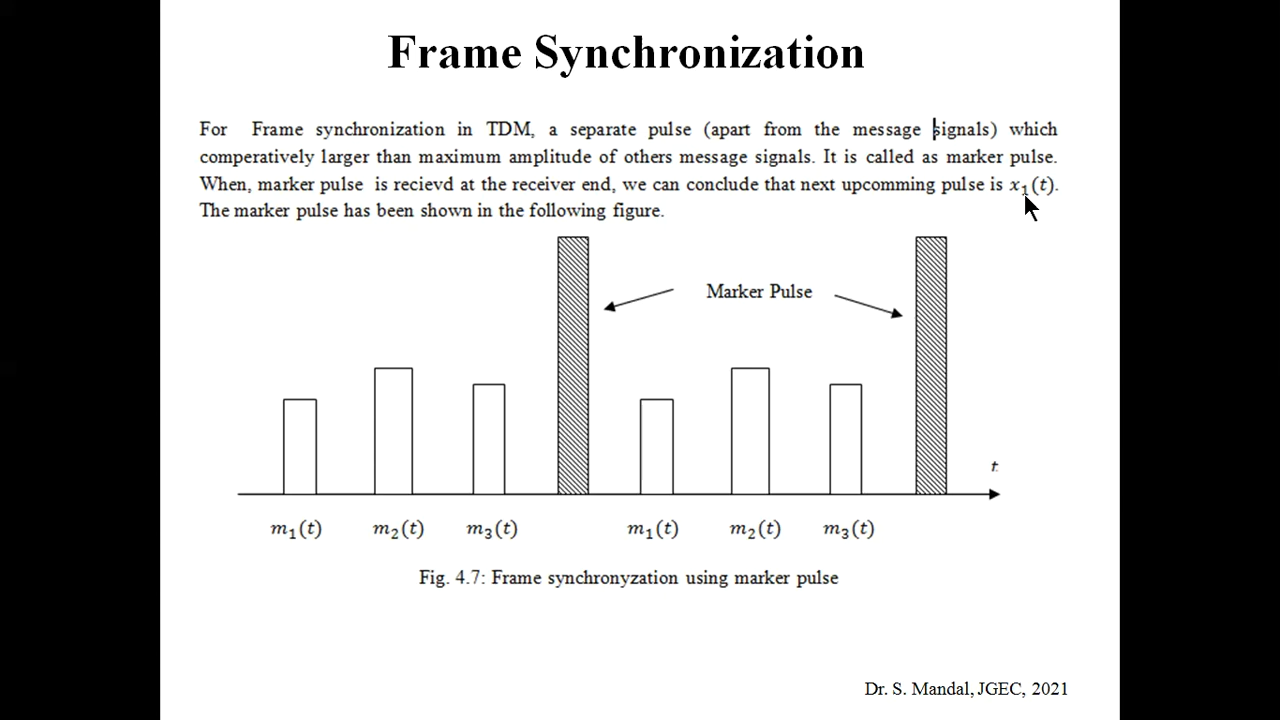 Frame Synchronization
For Frame synchronization in TDM, a separate pulse (apart from the message signals) which
comperatively larger than maximum amplitude of others message signals. It is called as marker pulse.
When, marker pulse is recievd at the receiver end, we can conclude that next upcomming pulse is x₁(t).
The marker pulse has been shown in the following figure.
Marker Pulse
t
m₁(t) m₂(t) m₃(t) m₁(t) m₂(t) m₃(t)
Fig. 4.7: Frame synchronyzation using marker pulse
Dr. S. Mandal, JGEC, 2021